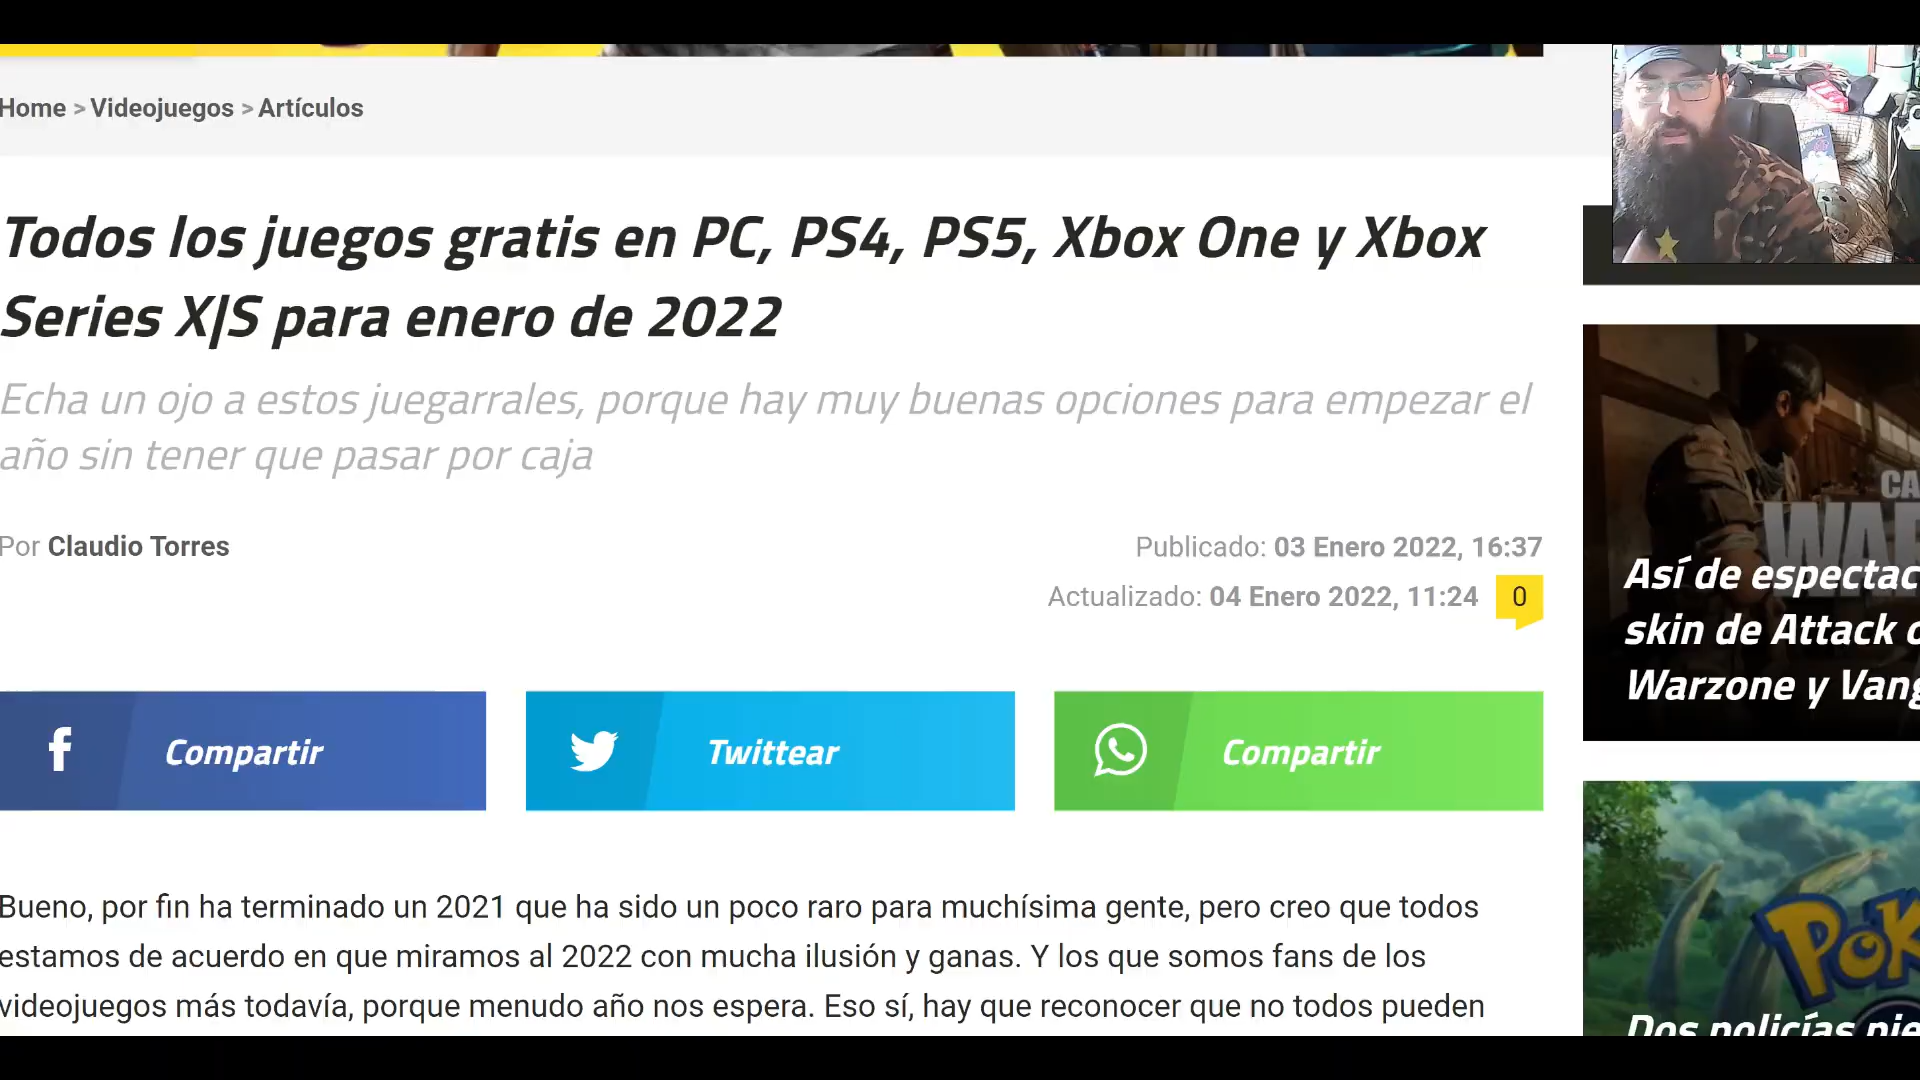 Home > Videojuegos > Artículos
Todos los juegos gratis en PC, PS4, PS5, Xbox One y Xbox
Series X|S para enero de 2022
Echa un ojo a estos juegarrales, porque hay muy buenas opciones para empezar el
año sin tener que pasar por caja
Por Claudio Torres
Publicado: 03 Enero 2022, 16:37
Actualizado: 04 Enero 2022, 11:24 0
Compartir
Twittear
Compartir
Bueno, por fin ha terminado un 2021 que ha sido un poco raro para muchísima gente, pero creo que todos
estamos de acuerdo en que miramos al 2022 con mucha ilusión y ganas. Y los que somos fans de los
videojuegos más todavía, porque menudo año nos espera. Eso sí, hay que reconocer que no todos pueden
Así de
skin de Attack
Warzone y
Dos policías